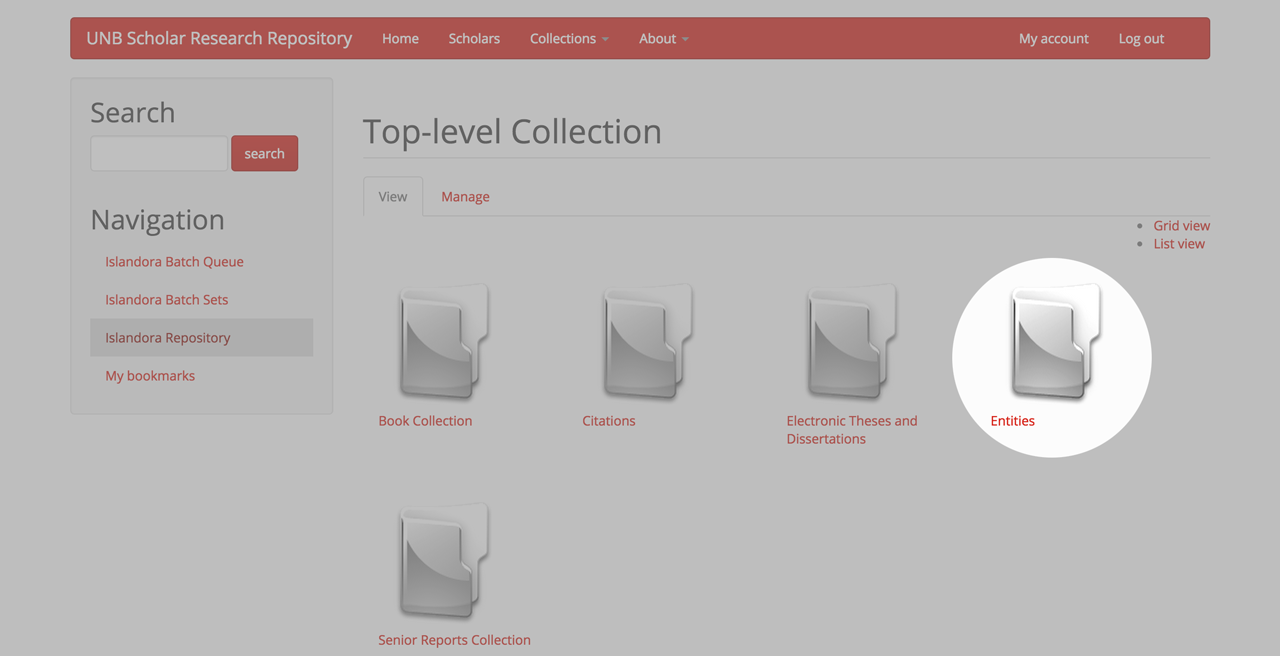 UNB Scholar Research Repository Home Scholars Collections About My account Log out
Search
search
Navigation
Islandora Batch Queue
Islandora Batch Sets
Islandora Repository
My bookmarks
Top-level Collection
View Manage
Grid view
List view
Book Collection
Citations
Electronic Theses and
Dissertations
Entities
Senior Reports Collection